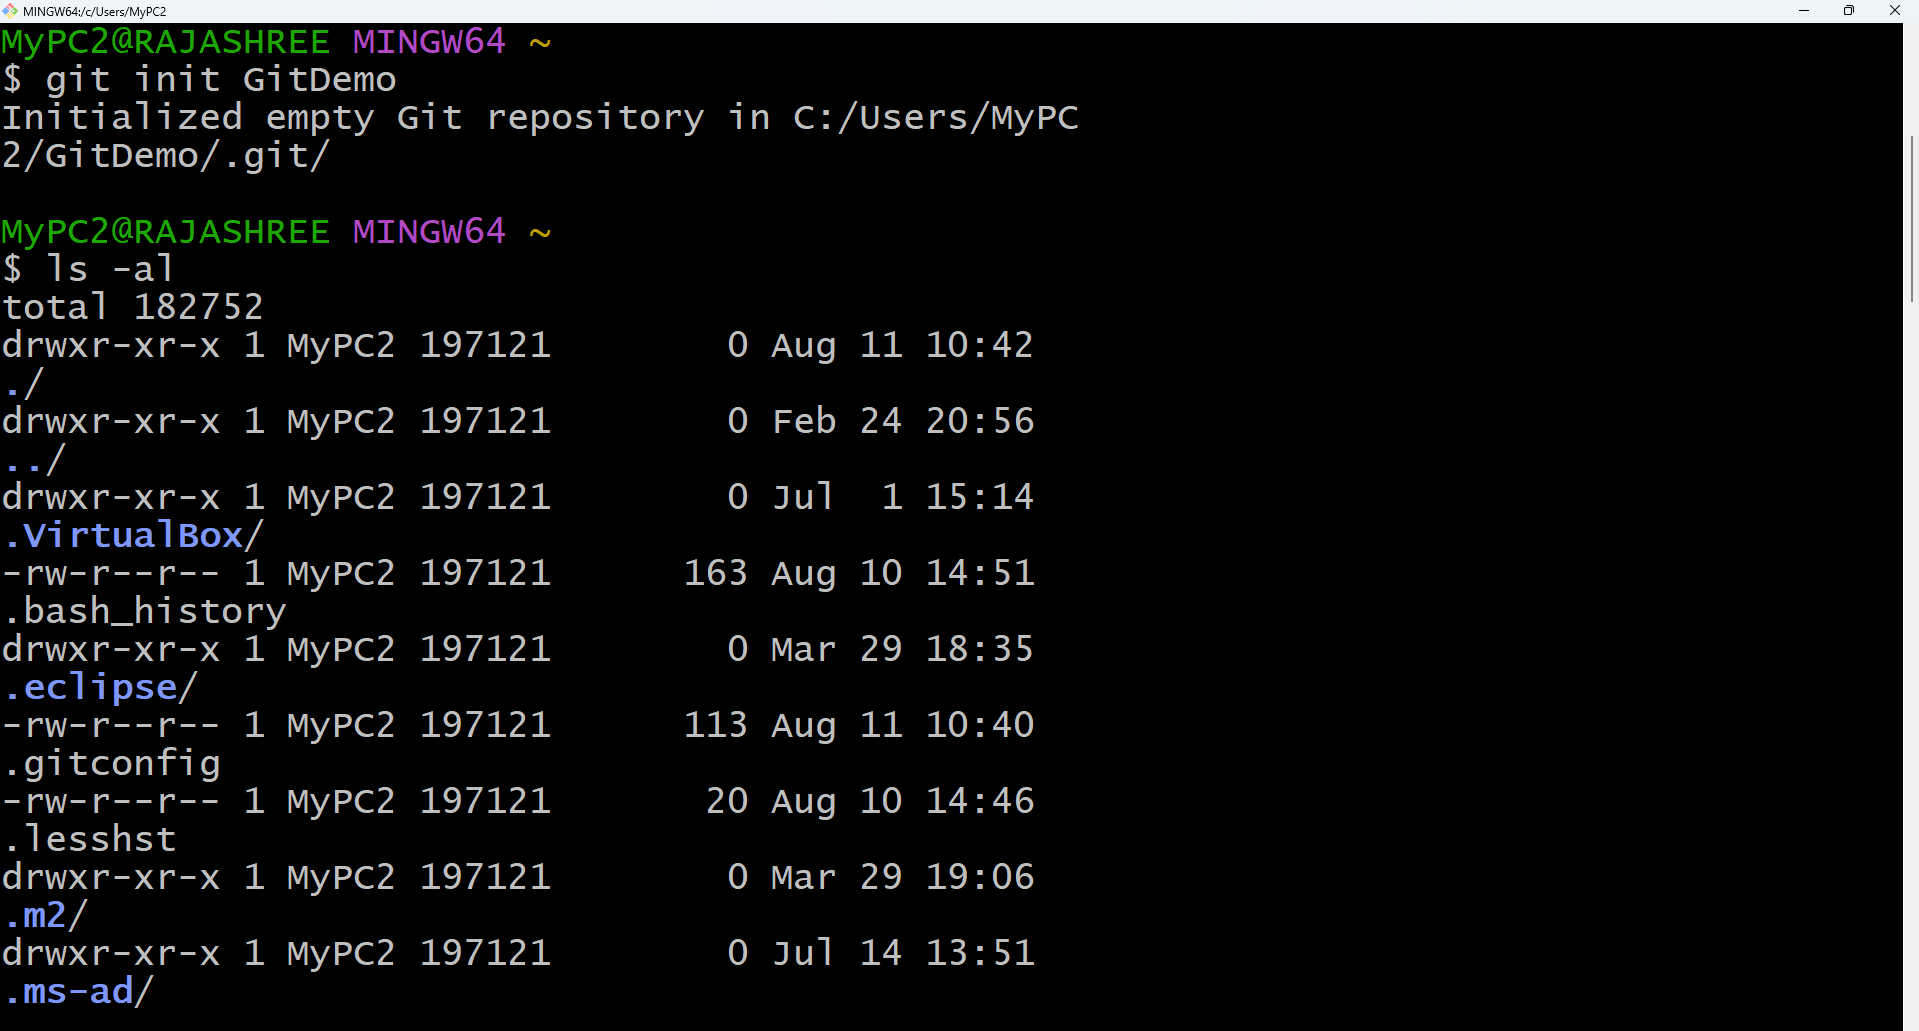 MINGW64:/c/Users/MyPC2
MyPC2@RAJASHREE MINGW64 ~
$ git init GitDemo
Initialized empty Git repository in C:/Users/MyPC
2/GitDemo/.git/
MyPC2@RAJASHREE MINGW64 ~
$ ls -al
total 182752
drwxr-xr-x 1 MyPC2 197121        0 Aug 11 10:42
./
drwxr-xr-x 1 MyPC2 197121        0 Feb 24 20:56
../
drwxr-xr-x 1 MyPC2 197121        0 Jul  1 15:14
.VirtualBox/
-rw-r--r-- 1 MyPC2 197121      163 Aug 10 14:51
.bash_history
drwxr-xr-x 1 MyPC2 197121        0 Mar 29 18:35
.eclipse/
-rw-r--r-- 1 MyPC2 197121      113 Aug 11 10:40
.gitconfig
-rw-r--r-- 1 MyPC2 197121       20 Aug 10 14:46
.lesshst
drwxr-xr-x 1 MyPC2 197121        0 Mar 29 19:06
.m2/
drwxr-xr-x 1 MyPC2 197121        0 Jul 14 13:51
.ms-ad/